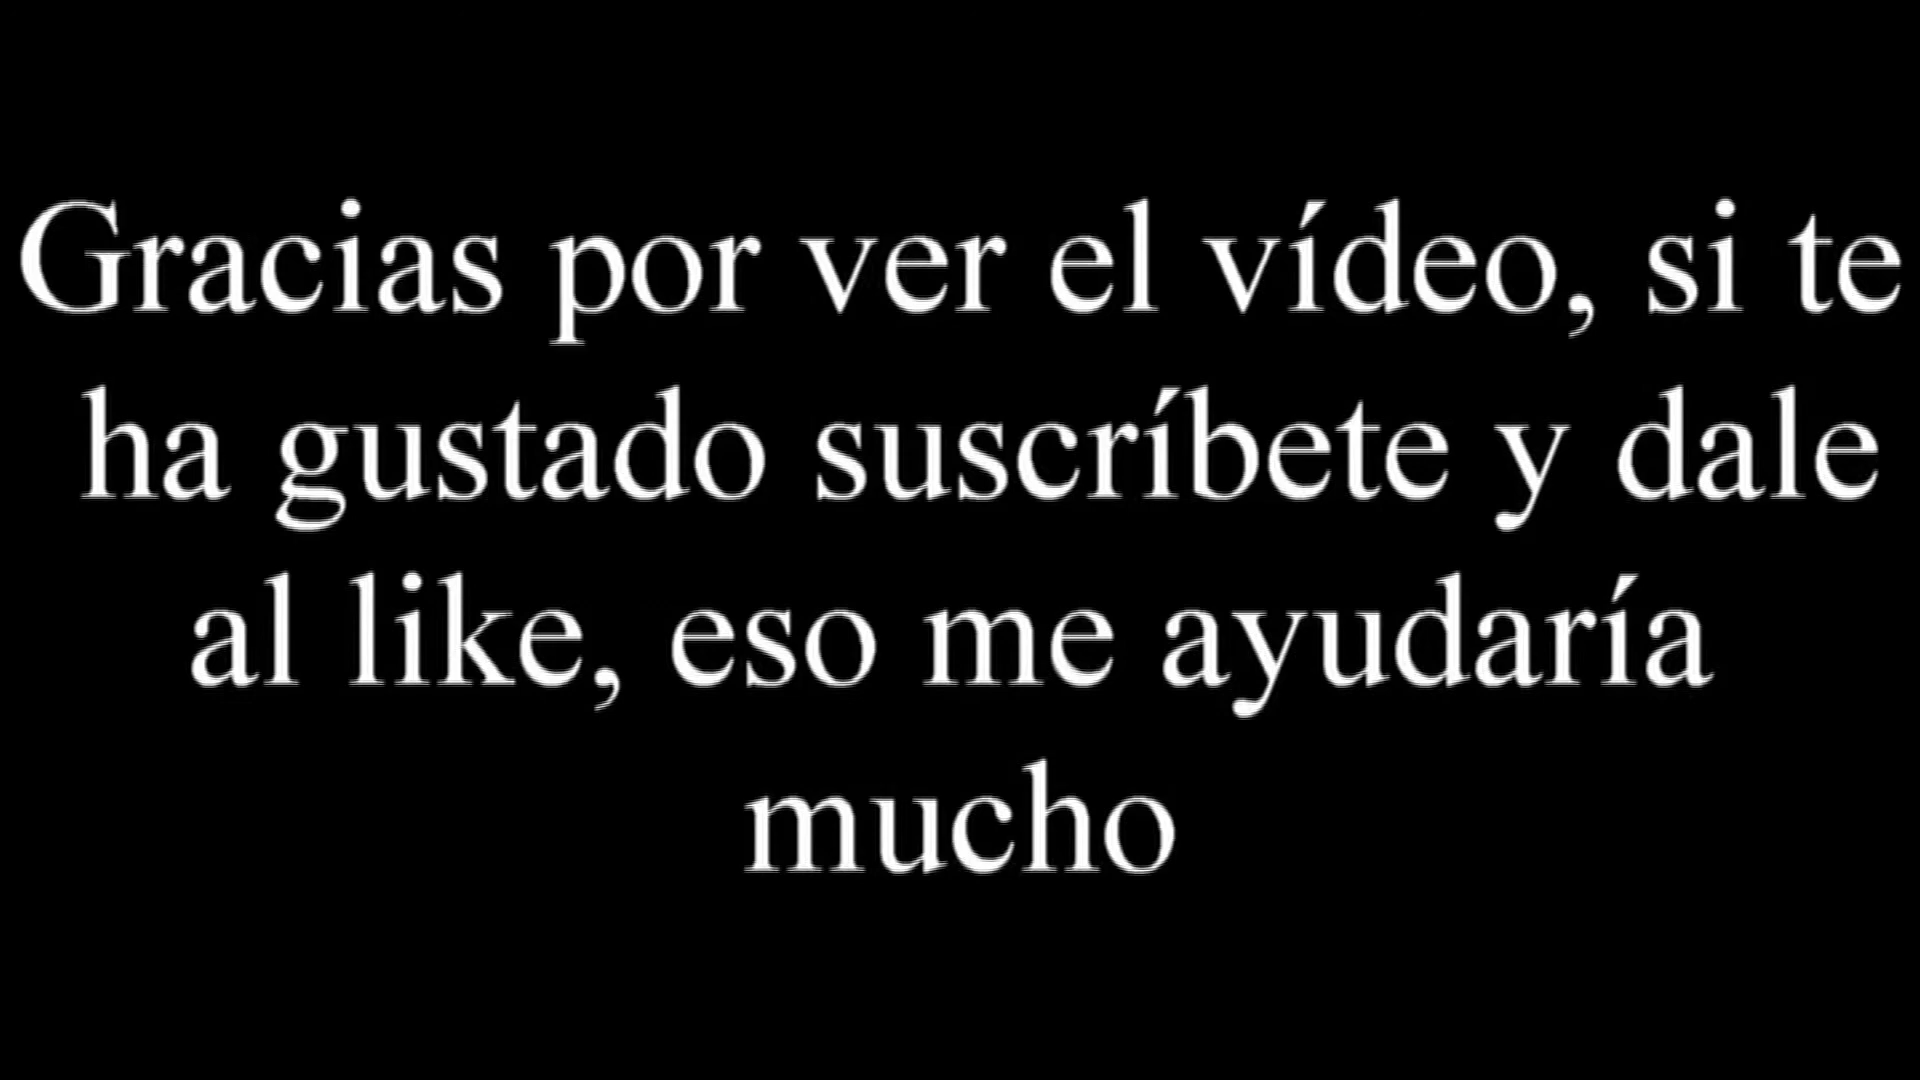 Gracias por ver el vídeo, si te
ha gustado suscríbete y dale
al like, eso me ayudaría
mucho